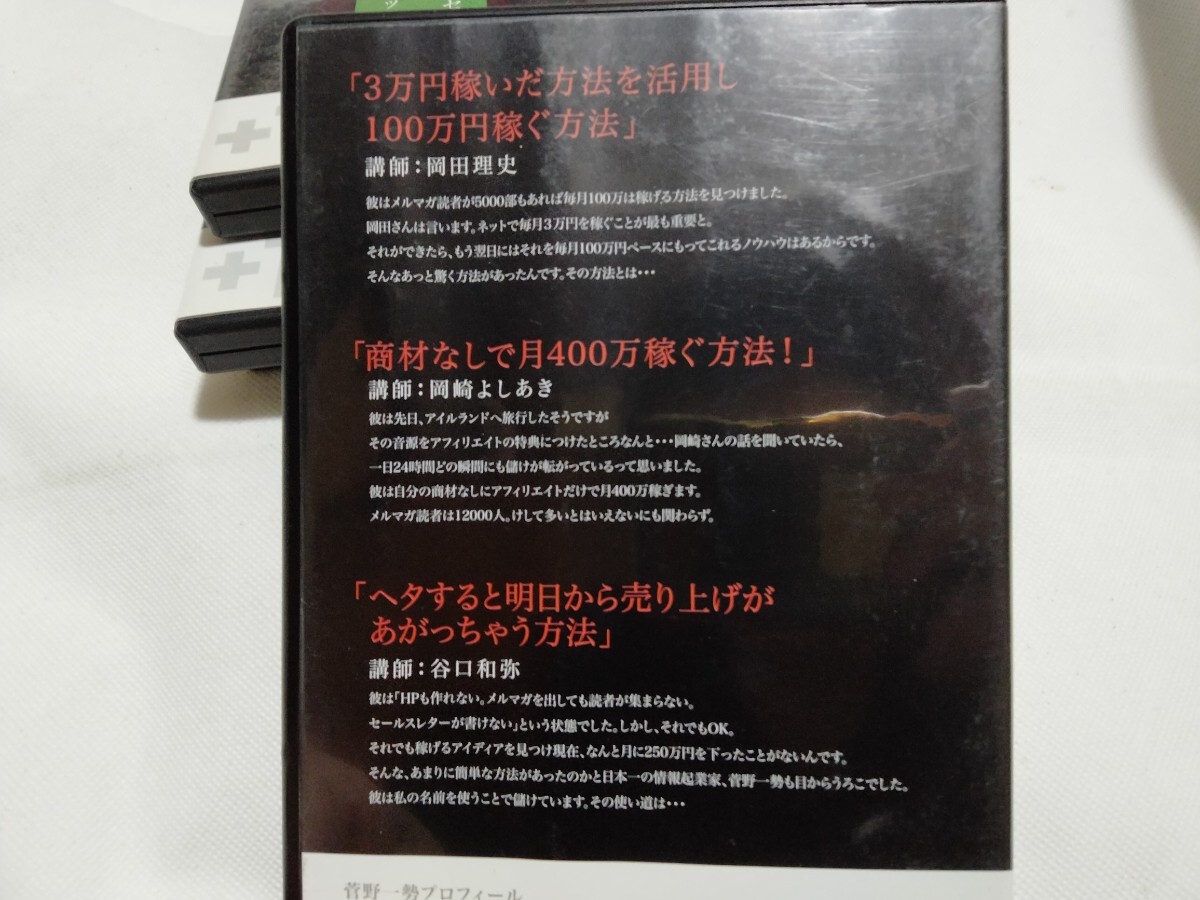 セ
ッ
「3万円稼いだ方法を活用し
100万円稼ぐ方法」
講師：岡田理史
彼はメルマガ読者が5000部もあれば毎月100万は稼げる方法を見つけました。
岡田さんは言います。ネットで毎月3万円を稼ぐことが最も重要と。
それができたら、もう翌日にはそれを毎月100万円ペースにもってこれるノウハウはあるからです。
そんなあっと驚く方法があったんです。その方法とは・・・
「商材なしで月400万稼ぐ方法！」
講師：岡崎よしあき
彼は先日、アイルランドへ旅行したそうですが
その音源をアフィリエイトの特典につけたところなんと・・・岡崎さんの話を聞いていたら、
一日24時間どの瞬間にも儲けが転がっているって思いました。
彼は自分の商材なしにアフィリエイトだけで月400万稼ぎます。
メルマガ読者は12000人。けして多いとはいえないにも関わらず。
「ヘタすると明日から売り上げが
あがっちゃう方法」
講師：谷口和弥
彼は「HPも作れない。メルマガを出しても読者が集まらない。
セールスレターが書けない」という状態でした。しかし、それでもOK。
それでも稼げるアイディアを見つけ現在、なんと月に250万円を下ったことがないんです。
そんな、あまりに簡単な方法があったのかと日本一の情報起業家、菅野一勢も目からうろこでした。
彼は私の名前を使うことで儲けています。その使い道は・・・
菅野一勢プロフィール